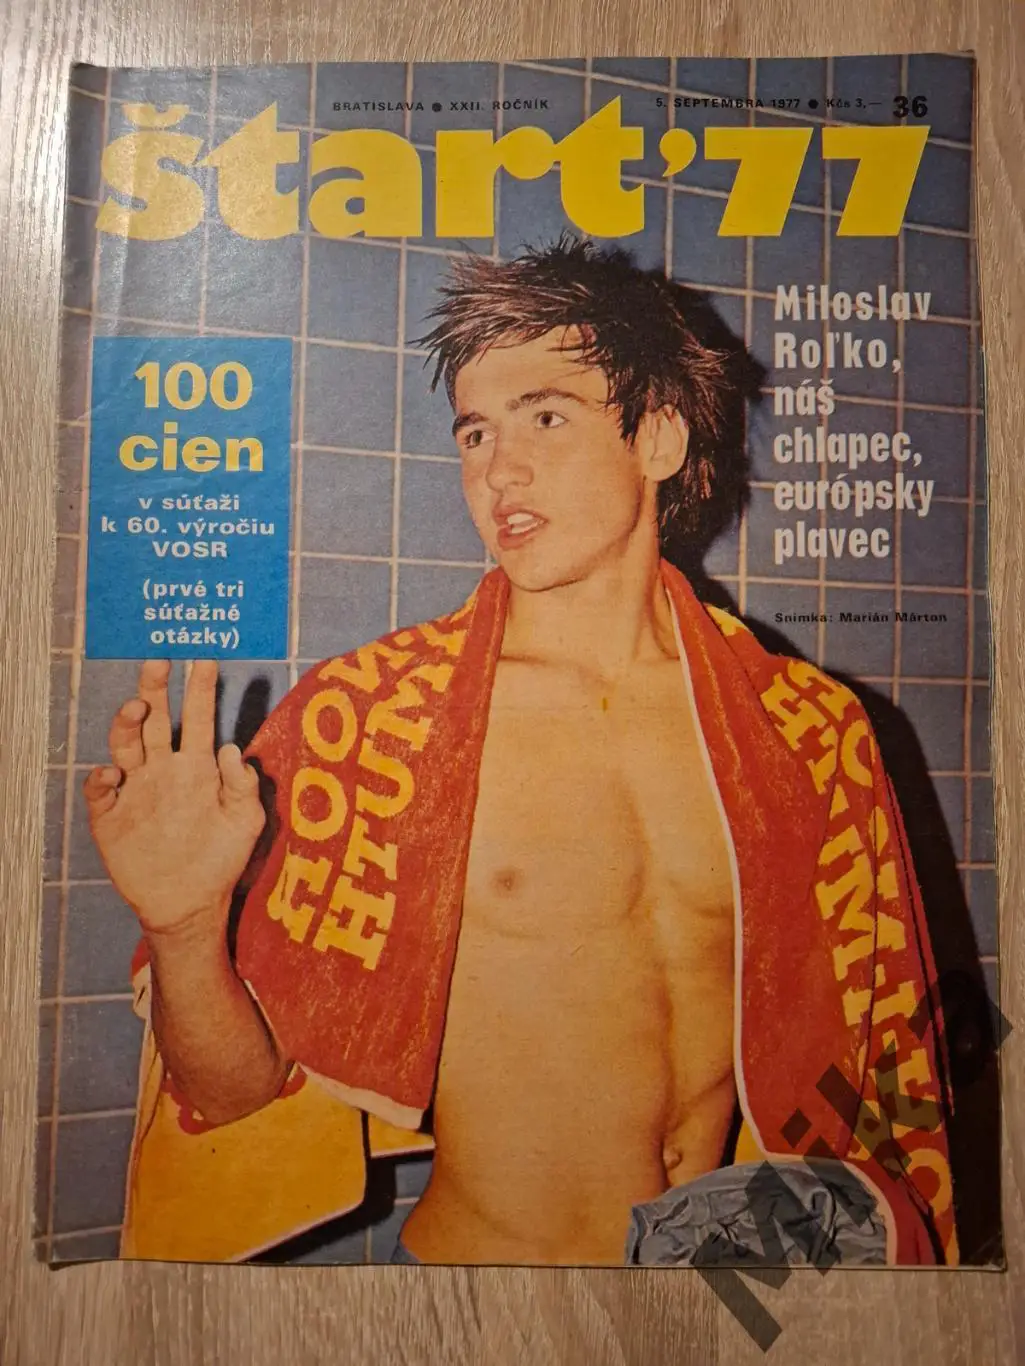 BRATISLAVA ● XXII. ROČNÍK
5. SEPTEMBRA 1977 ● Kčs 3,— 36
štart'77
Miloslav
Roľko,
náš
chlapec,
európsky
plavec
Snímka: Marián Márton
100
cien
v súťaži
k 60. výročiu
VOSR
(prvé tri
súťažné
otázky)